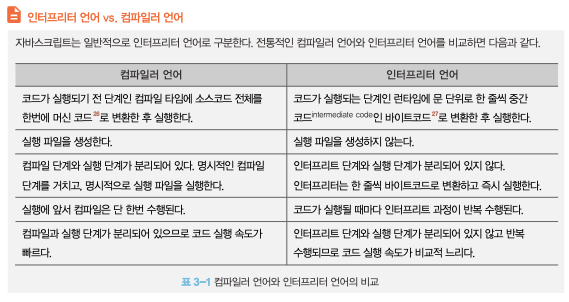 인터프리터 언어 vs. 컴파일러 언어
자바스크립트는 일반적으로 인터프리터 언어로 구분한다. 전통적인 컴파일러 언어와 인터프리터 언어를 비교하면 다음과 같다.
컴파일러 언어
인터프리터 언어
코드가 실행되기 전 단계인 컴파일 타임에 소스코드 전체를
한번에 머신 코드26로 변환한 후 실행한다.
코드가 실행되는 단계인 런타임에 문 단위로 한 줄씩 중간
코드intermediate code인 바이트코드27로 변환한 후 실행한다.
실행 파일을 생성한다.
실행 파일을 생성하지 않는다.
컴파일 단계와 실행 단계가 분리되어 있다. 명시적인 컴파일
단계를 거치고, 명시적으로 실행 파일을 실행한다.
인터프리트 단계와 실행 단계가 분리되어 있지 않다.
인터프리터는 한 줄씩 바이트코드로 변환하고 즉시 실행한다.
실행에 앞서 컴파일은 단 한번 수행된다.
코드가 실행될 때마다 인터프리트 과정이 반복 수행된다.
컴파일과 실행 단계가 분리되어 있으므로 코드 실행 속도가
빠르다.
인터프리트 단계와 실행 단계가 분리되어 있지 않고 반복
수행되므로 코드 실행 속도가 비교적 느리다.
표 3-1 컴파일러 언어와 인터프리터 언어의 비교